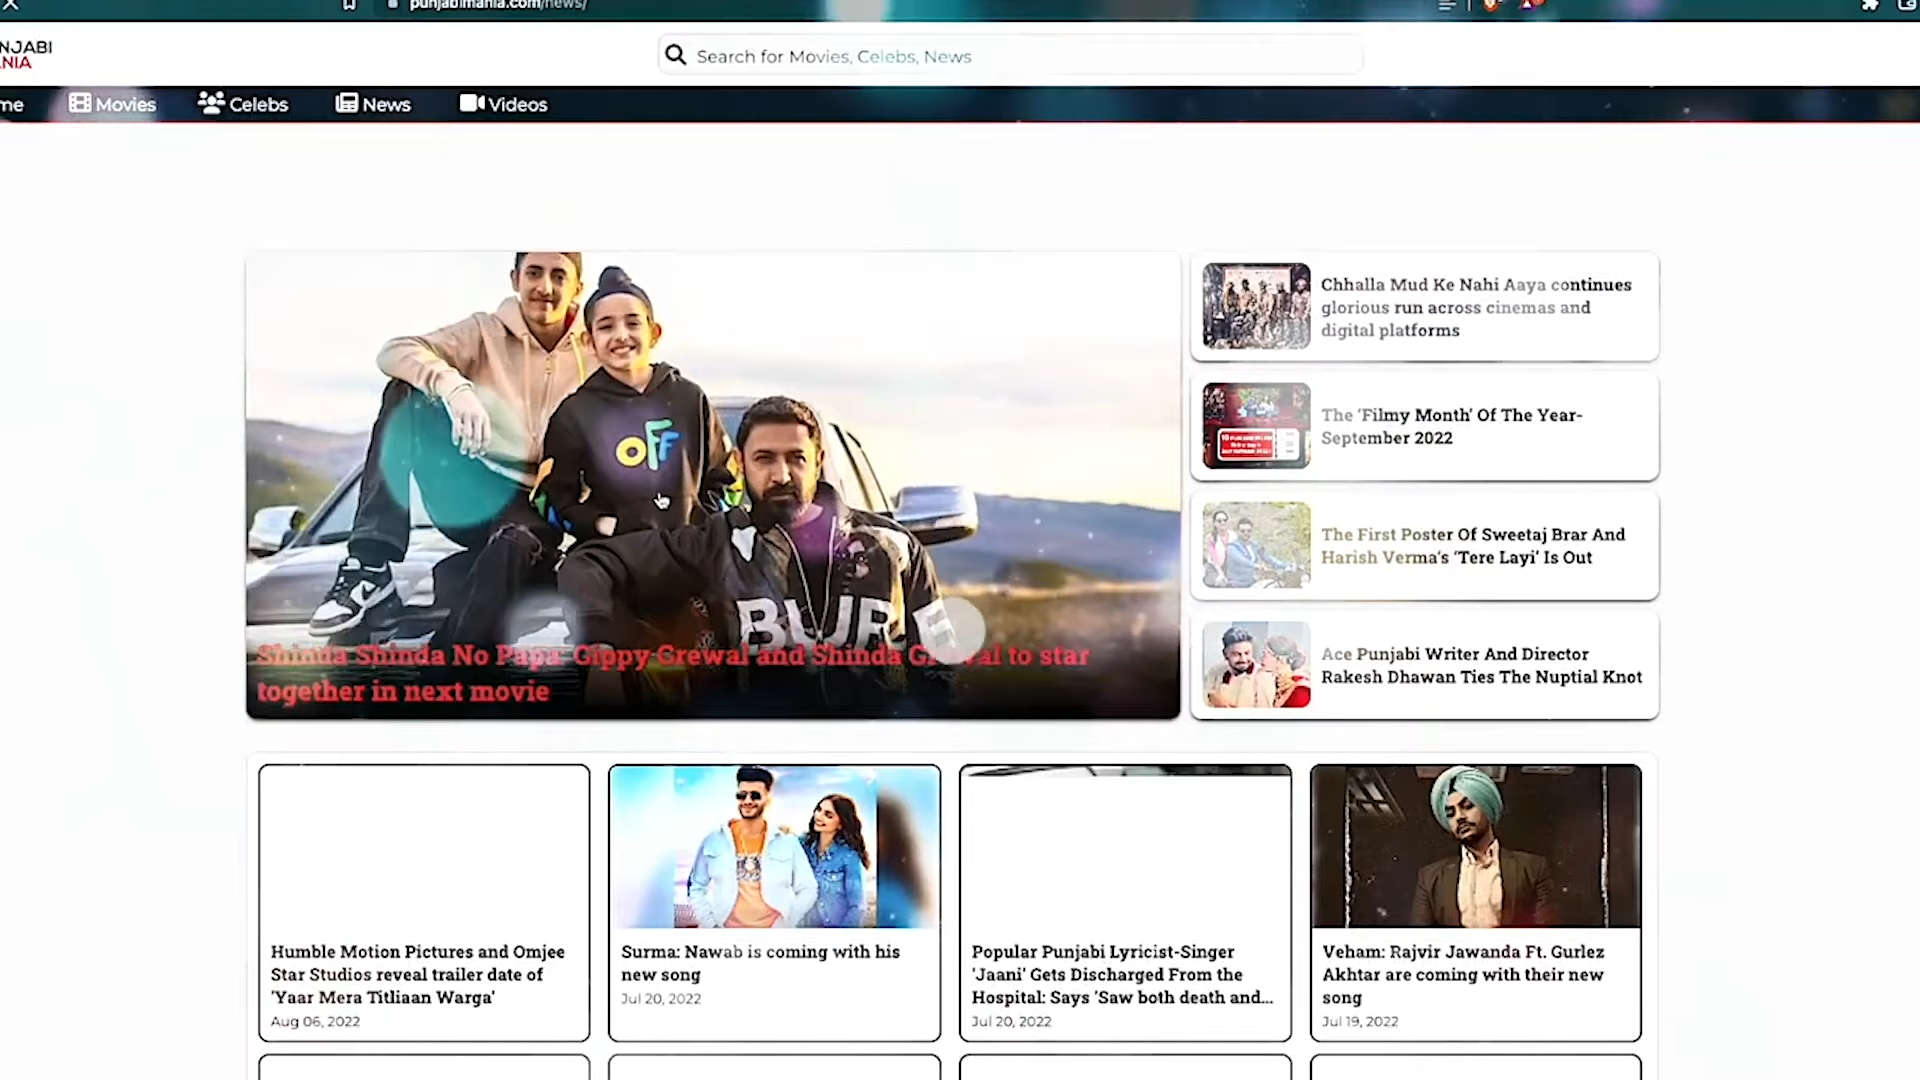 punjabimania.com/news/
NJABI
NIA
Search for Movies, Celebs, News
me
Movies
Celebs
News
Videos
OFF
BURB
Shinda Shinda No Papa: Gippy Grewal and Shinda Grewal to star
together in next movie
Chhalla Mud Ke Nahi Aaya continues
glorious run across cinemas and
digital platforms
The 'Filmy Month' Of The Year-
September 2022
The First Poster Of Sweetaj Brar And
Harish Verma's 'Tere Layi' Is Out
Ace Punjabi Writer And Director
Rakesh Dhawan Ties The Nuptial Knot
Humble Motion Pictures and Omjee
Star Studios reveal trailer date of
'Yaar Mera Titliaan Warga'
Aug 06, 2022
Surma: Nawab is coming with his
new song
Jul 20, 2022
Popular Punjabi Lyricist-Singer
'Jaani' Gets Discharged From the
Hospital: Says 'Saw both death and...
Jul 20, 2022
Veham: Rajvir Jawanda Ft. Gurlez
Akhtar are coming with their new
song
Jul 19, 2022